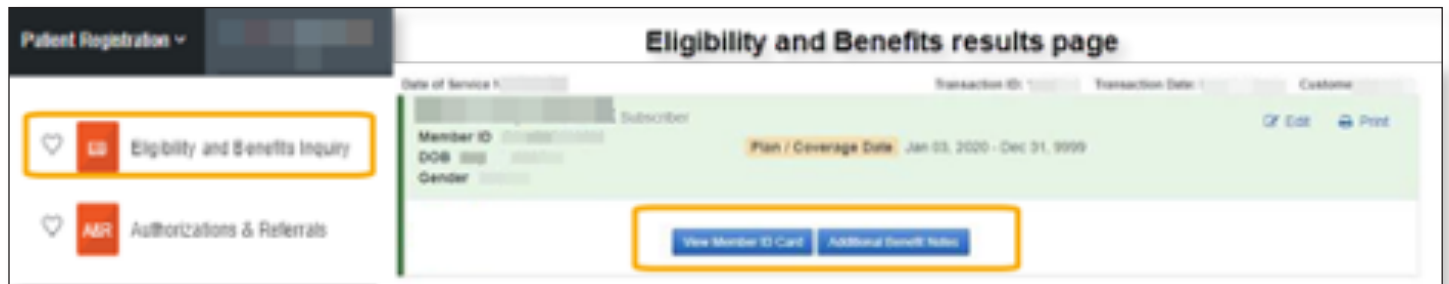 Patient Registration
Eligibility and Benefits results page
Date of Service
Transaction ID:
Transaction Date:
Custome
Subscriber
Edit
Print
Member ID
DOB
Gender
Plan / Coverage Date Jan 03, 2020 - Dec 31, 9999
EB Eligibility and Benefits Inquiry
A&R Authorizations & Referrals
View Member ID Card
Additional Benefit Notes